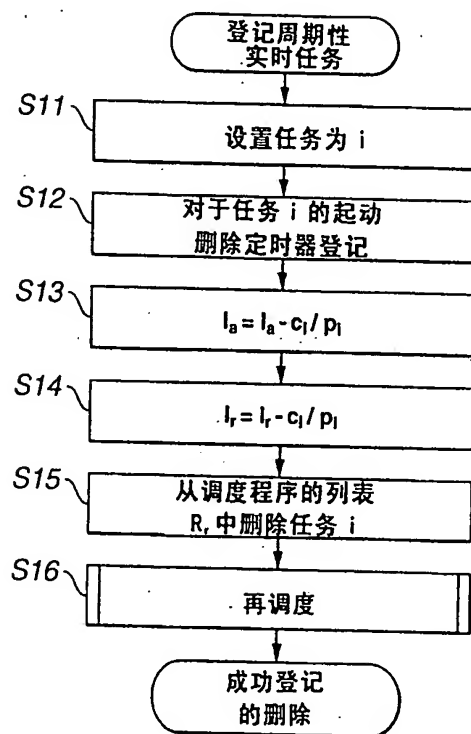 登记周期性
实时任务
S11
设置任务为 i
S12
对于任务 i 的起动
删除定时器登记
S13
Iₐ = Iₐ - cᵢ / pᵢ
S14
Iᵣ = Iᵣ - cᵢ / pᵢ
S15
从调度程序的列表
Rᵣ 中删除任务 i
S16
再调度
成功登记
的删除